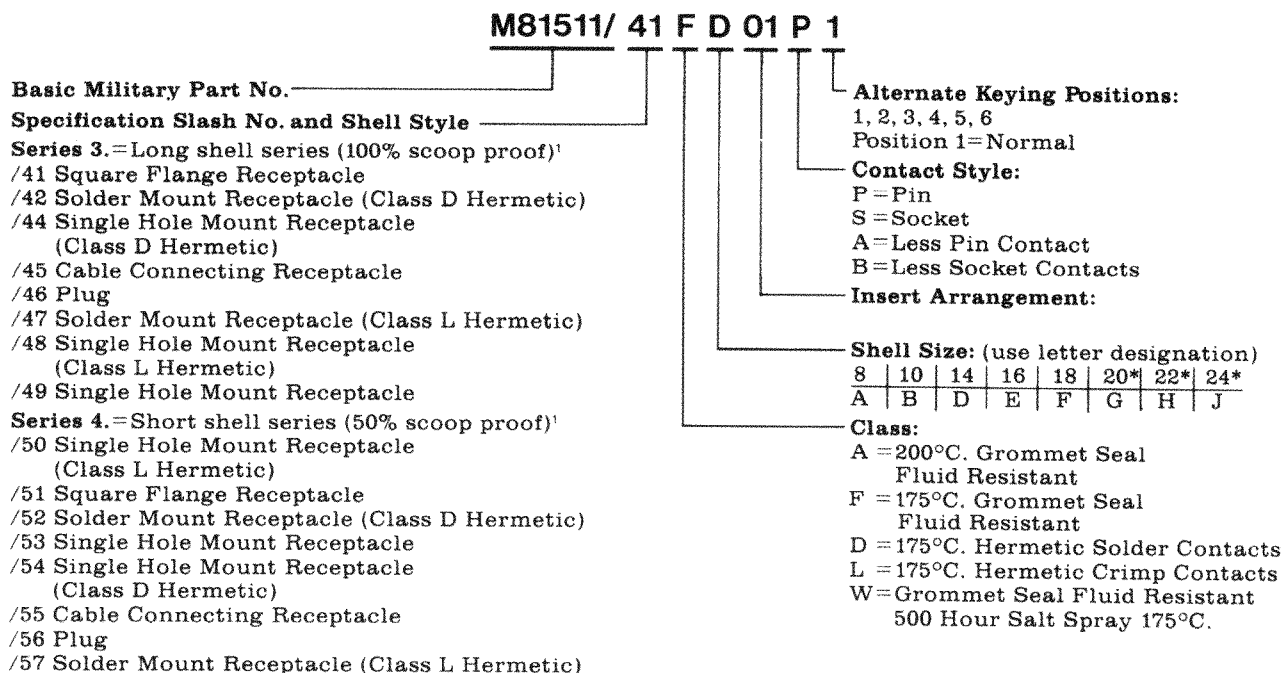 M81511/ 41 F D 01 P 1
Basic Military Part No.
Specification Slash No. and Shell Style
Series 3.=Long shell series (100% scoop proof)¹
/41 Square Flange Receptacle
/42 Solder Mount Receptacle (Class D Hermetic)
/44 Single Hole Mount Receptacle
(Class D Hermetic)
/45 Cable Connecting Receptacle
/46 Plug
/47 Solder Mount Receptacle (Class L Hermetic)
/48 Single Hole Mount Receptacle
(Class L Hermetic)
/49 Single Hole Mount Receptacle
Series 4.=Short shell series (50% scoop proof)¹
/50 Single Hole Mount Receptacle
(Class L Hermetic)
/51 Square Flange Receptacle
/52 Solder Mount Receptacle (Class D Hermetic)
/53 Single Hole Mount Receptacle
/54 Single Hole Mount Receptacle
(Class D Hermetic)
/55 Cable Connecting Receptacle
/56 Plug
/57 Solder Mount Receptacle (Class L Hermetic)
Alternate Keying Positions:
1, 2, 3, 4, 5, 6
Position 1=Normal
Contact Style:
P=Pin
S=Socket
A=Less Pin Contact
B=Less Socket Contacts
Insert Arrangement:
Shell Size: (use letter designation)
8 | 10 | 14 | 16 | 18 | 20* | 22* | 24*
A | B | D | E | F | G | H | J
Class:
A =200°C. Grommet Seal
Fluid Resistant
F =175°C. Grommet Seal
Fluid Resistant
D =175°C. Hermetic Solder Contacts
L =175°C. Hermetic Crimp Contacts
W=Grommet Seal Fluid Resistant
500 Hour Salt Spray 175°C.